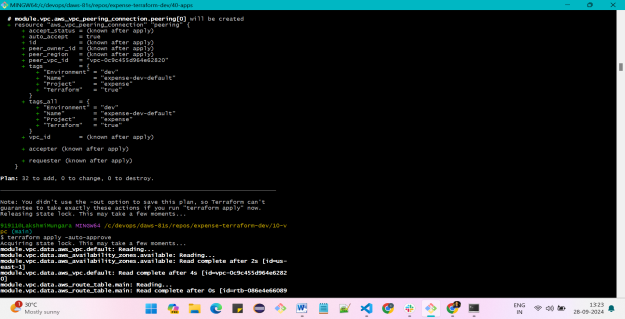 MINGW64:/c/devops/daws-81s/repos/expense-terraform-dev/40-apps
# module.vpc.aws_vpc_peering_connection.peering[0] will be created
+ resource "aws_vpc_peering_connection" "peering" {
+ accept_status = (known after apply)
+ auto_accept = true
+ id = (known after apply)
+ peer_owner_id = (known after apply)
+ peer_region = (known after apply)
+ peer_vpc_id = "vpc-0c9c455d966e62820"
+ tags = {
+ "Environment" = "dev"
+ "Name" = "expense-dev-default"
+ "Project" = "expense"
+ "Terraform" = "true"
}
+ tags_all = {
+ "Environment" = "dev"
+ "Name" = "expense-dev-default"
+ "Project" = "expense"
+ "Terraform" = "true"
}
+ vpc_id = (known after apply)
+ accepter (known after apply)
+ requester (known after apply)
}
Plan: 32 to add, 0 to change, 0 to destroy.
Note: You didn't use the -out option to save this plan, so Terraform can't
guarantee to take exactly these actions if you run "terraform apply" now.
Releasing state lock. This may take a few moments...
MINGW64 /c/devops/daws-81s/repos/expense-terraform-dev/10-v
pc (main)
$ terraform apply -auto-approve
Acquiring state lock. This may take a few moments...
module.vpc.data.aws_vpc.default: Reading...
module.vpc.data.aws_availability_zones.available: Reading...
module.vpc.data.aws_availability_zones.available: Read complete after 2s [id=us-
east-1]
module.vpc.data.aws_vpc.default: Read complete after 4s [id=vpc-0c9c455d966e6282
0]
module.vpc.data.aws_route_table.main: Reading...
module.vpc.data.aws_route_table.main: Read complete after 0s [id=rtb-086e4e66089
30°C
Mostly sunny
ENG
IN
13:23
28-09-2024